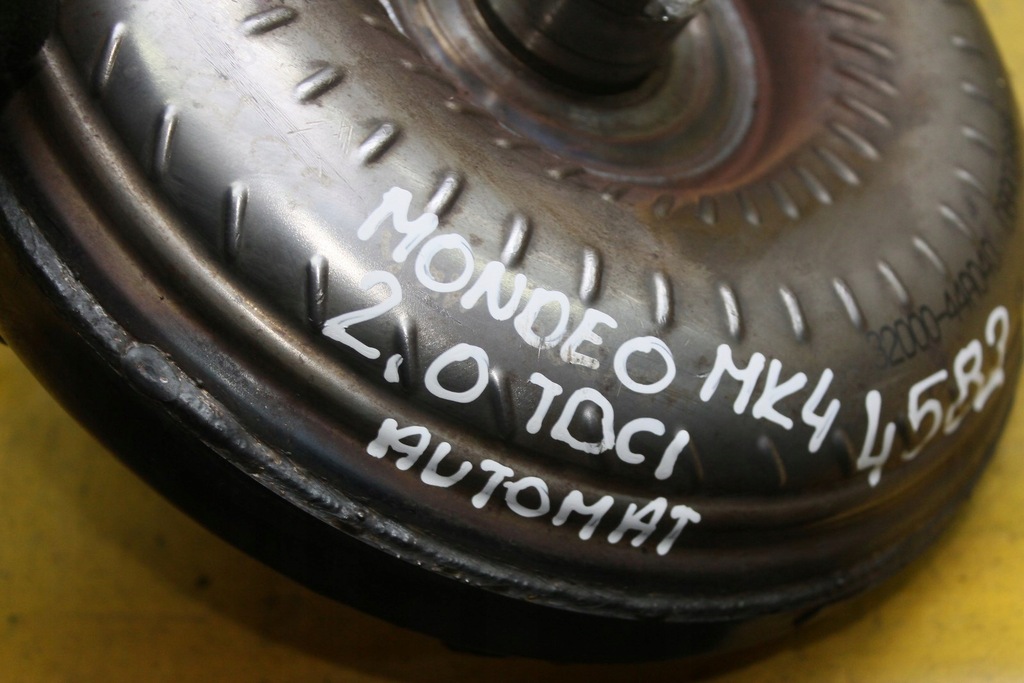 MONDEO MK4 4582
2.0 TDCI
AUTOMAT